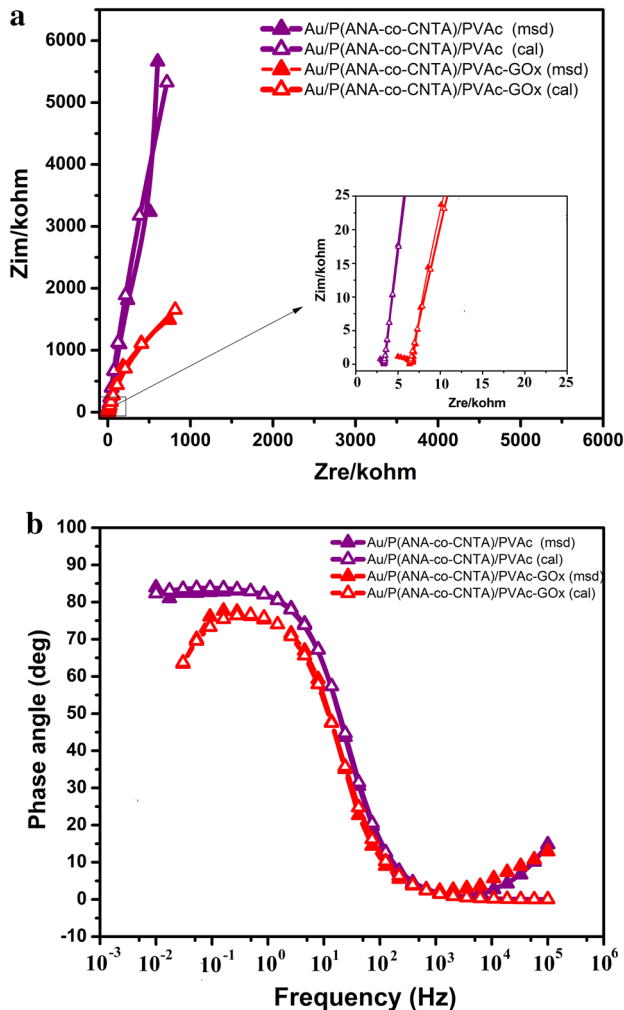 a
Au/P(ANA-co-CNTA)/PVAc (msd)
Au/P(ANA-co-CNTA)/PVAc (cal)
Au/P(ANA-co-CNTA)/PVAc-GOx (msd)
Au/P(ANA-co-CNTA)/PVAc-GOx (cal)
6000
5000
4000
3000
2000
1000
0
Zim/kohm
25
20
15
10
5
0
Zim/kohm
0 5 10 15 20 25
Zre/kohm
0 1000 2000 3000 4000 5000 6000
Zre/kohm
b
Au/P(ANA-co-CNTA)/PVAc (msd)
Au/P(ANA-co-CNTA)/PVAc (cal)
Au/P(ANA-co-CNTA)/PVAc-GOx (msd)
Au/P(ANA-co-CNTA)/PVAc-GOx (cal)
100
90
80
70
60
50
40
30
20
10
0
-10
Phase angle (deg)
10⁻³ 10⁻² 10⁻¹ 10⁰ 10¹ 10² 10³ 10⁴ 10⁵ 10⁶
Frequency (Hz)